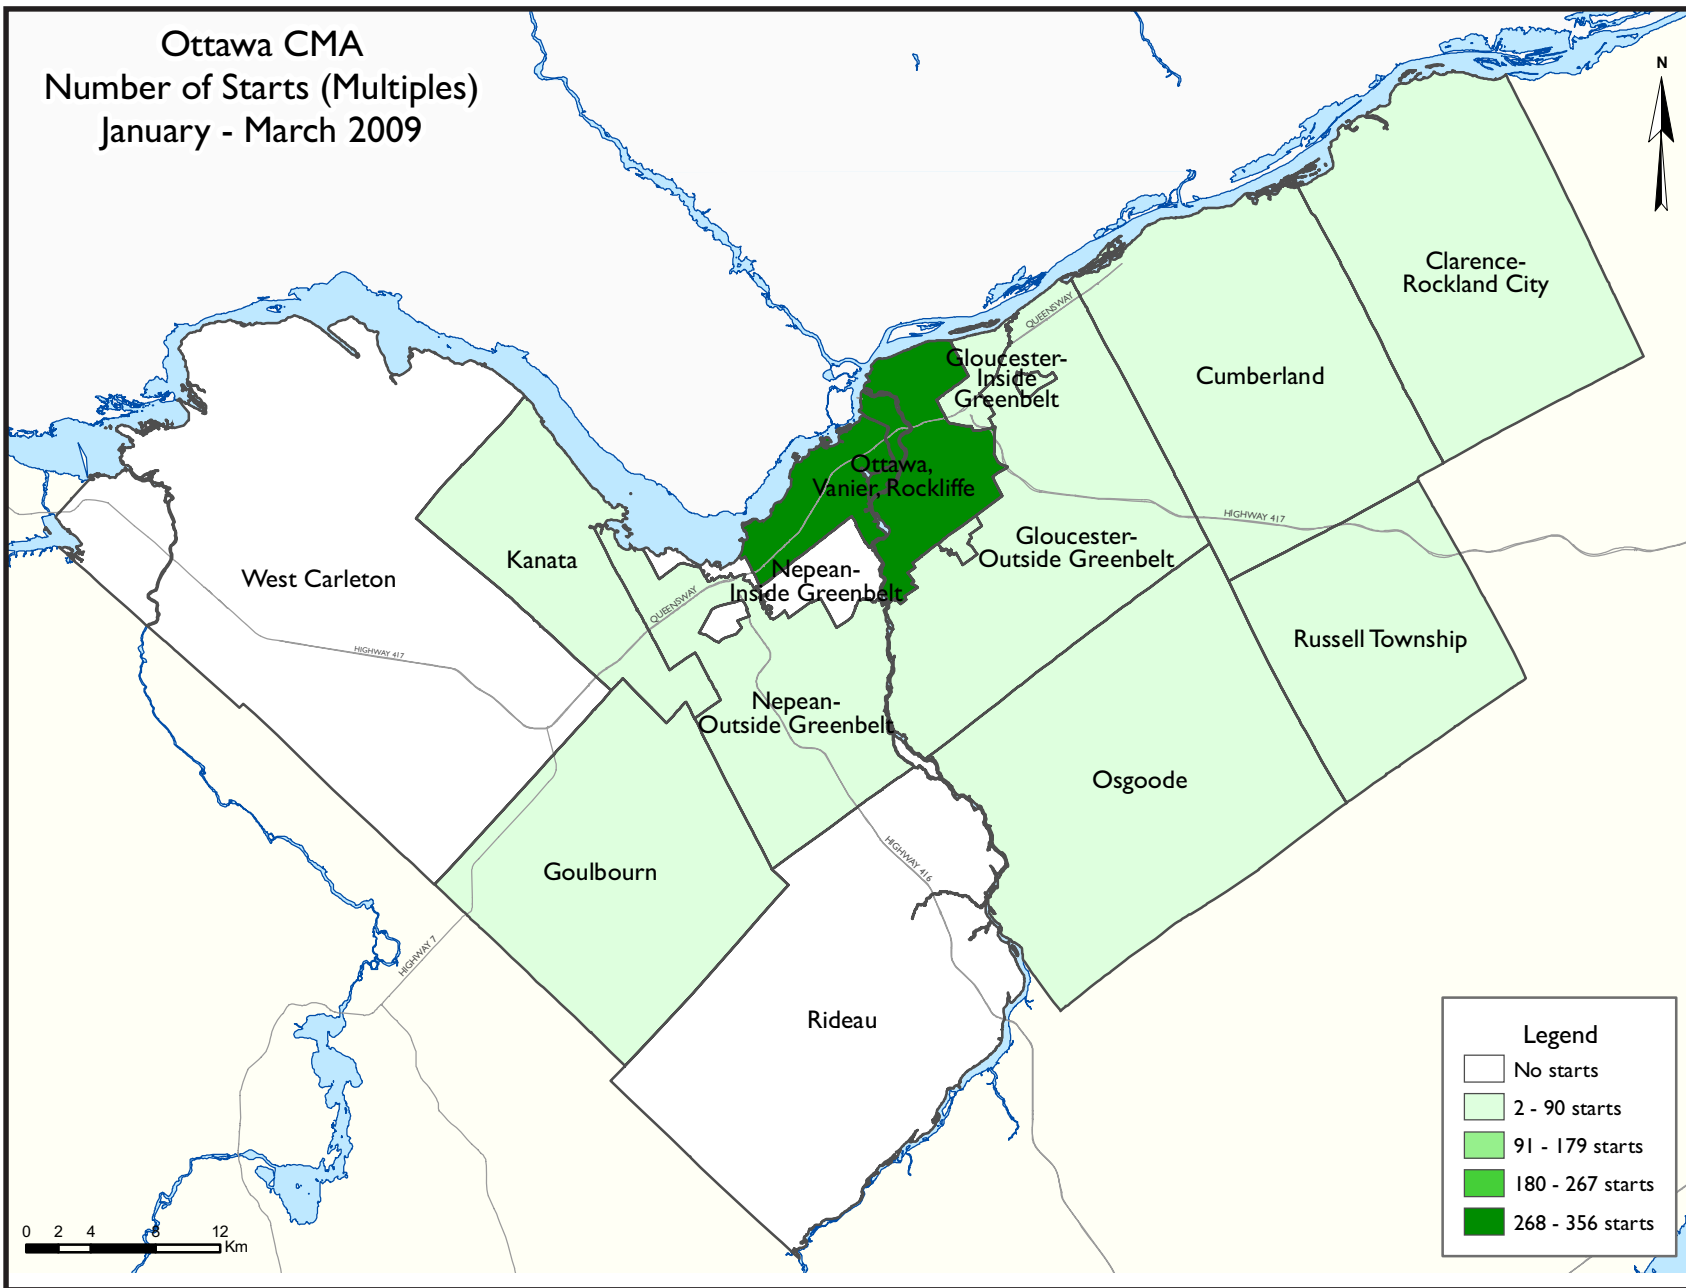 Ottawa CMA
Number of Starts (Multiples)
January - March 2009
N
Clarence-
Rockland City
QUEENSWAY
Gloucester-
Inside
Greenbelt
Cumberland
Ottawa,
Vanier, Rockliffe
HIGHWAY 417
Gloucester-
Outside Greenbelt
Kanata
West Carleton
Nepean-
Inside Greenbelt
QUEENSWAY
HIGHWAY 417
Russell Township
Nepean-
Outside Greenbelt
Osgoode
HIGHWAY 416
Goulbourn
HIGHWAY 7
Rideau
Legend
No starts
2 - 90 starts
91 - 179 starts
180 - 267 starts
268 - 356 starts
0 2 4 8 12
Km